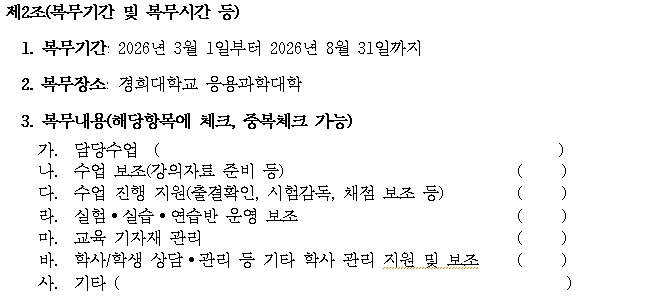 제2조(복무기간 및 복무시간 등)
1. 복무기간: 2026년 3월 1일부터 2026년 8월 31일까지
2. 복무장소: 경희대학교 응용과학대학
3. 복무내용(해당항목에 체크, 중복체크 가능)
가. 담당수업 ( )
나. 수업 보조(강의자료 준비 등) ( )
다. 수업 진행 지원(출결확인, 시험감독, 채점 보조 등) ( )
라. 실험•실습•연습반 운영 보조 ( )
마. 교육 기자재 관리 ( )
바. 학사/학생 상담•관리 등 기타 학사 관리 지원 및 보조 ( )
사. 기타 ( )